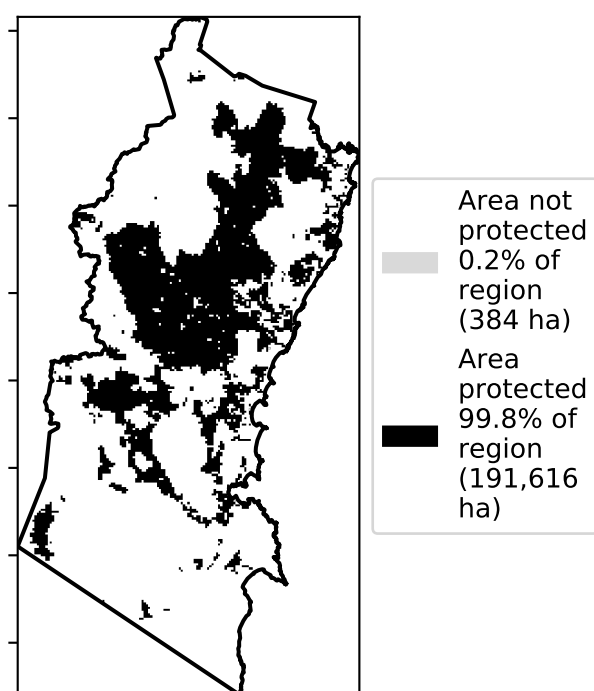 Area not
protected
0.2% of
region
(384 ha)
Area
protected
99.8% of
region
(191,616
ha)